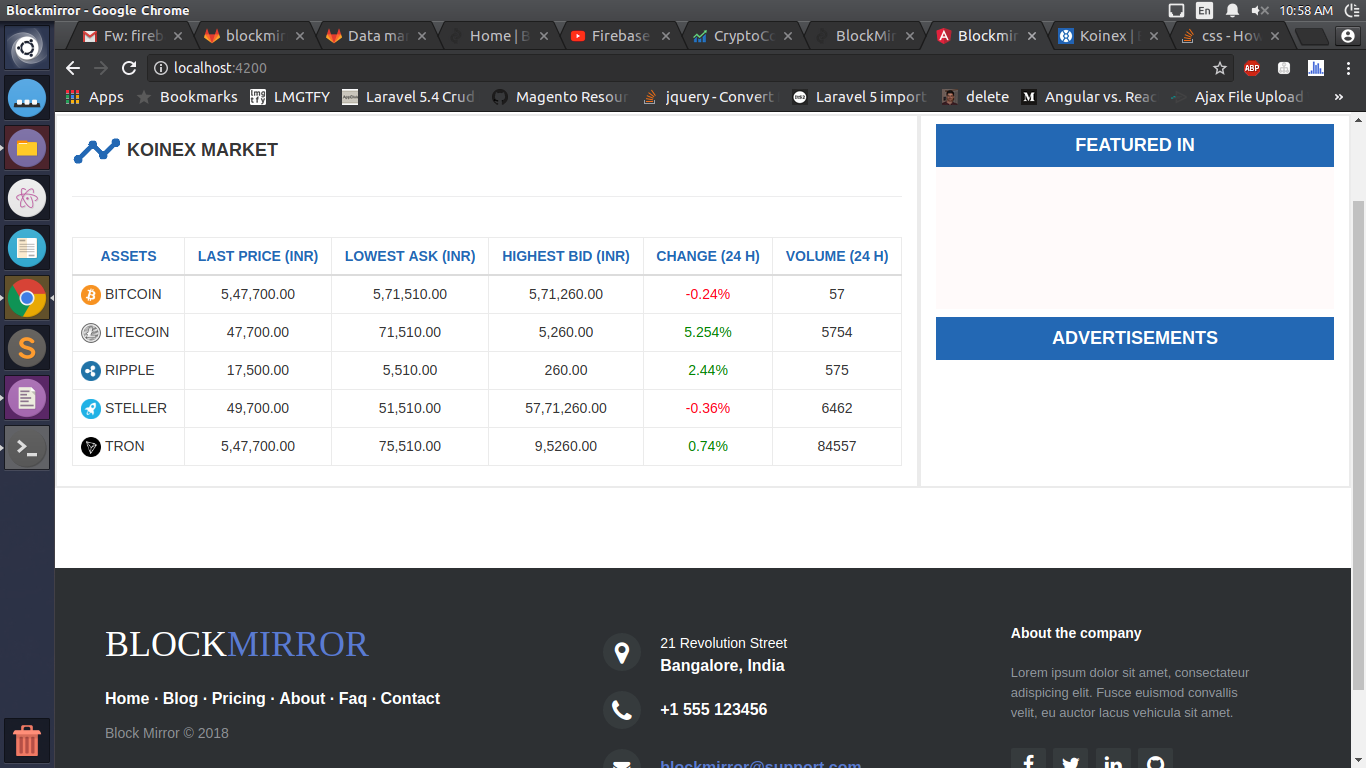 Blockmirror - Google Chrome
En
10:58 AM
Fw: fireb
blockmir
Data ma
Home | B
Firebase
CryptoCo
BlockMir
Blockmir
Koinex |
css - How
localhost:4200
ABP
Apps
Bookmarks
LMGTFY
Laravel 5.4 Crud
Magento Resour
jquery - Convert
Laravel 5 import
delete
Angular vs. Reac
Ajax File Upload
»
KOINEX MARKET
FEATURED IN
ASSETS LAST PRICE (INR) LOWEST ASK (INR) HIGHEST BID (INR) CHANGE (24 H) VOLUME (24 H)
BITCOIN 5,47,700.00 5,71,510.00 5,71,260.00 -0.24% 57
LITECOIN 47,700.00 71,510.00 5,260.00 5.254% 5754
RIPPLE 17,500.00 5,510.00 260.00 2.44% 575
STELLER 49,700.00 51,510.00 57,71,260.00 -0.36% 6462
TRON 5,47,700.00 75,510.00 9,5260.00 0.74% 84557
ADVERTISEMENTS
BLOCKMIRROR
Home · Blog · Pricing · About · Faq · Contact
Block Mirror © 2018
21 Revolution Street
Bangalore, India
+1 555 123456
blockmirror@support.com
About the company
Lorem ipsum dolor sit amet, consectateur
adispicing elit. Fusce euismod convallis
velit, eu auctor lacus vehicula sit amet.